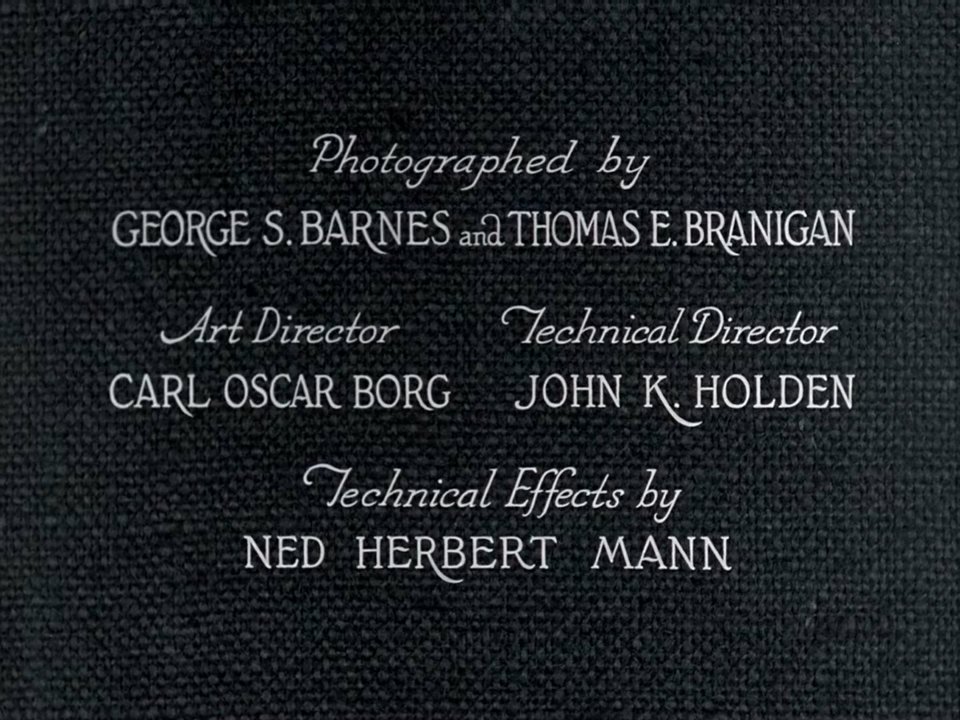 Photographed by
GEORGE S. BARNES and THOMAS E. BRANIGAN
Art Director Technical Director
CARL OSCAR BORG JOHN K. HOLDEN
Technical Effects by
NED HERBERT MANN